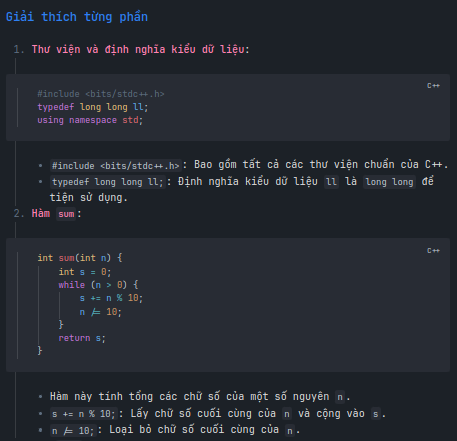 Giải thích từng phần
1. Thư viện và định nghĩa kiểu dữ liệu:
C++
#include <bits/stdc++.h>
typedef long long ll;
using namespace std;
• #include <bits/stdc++.h>: Bao gồm tất cả các thư viện chuẩn của C++.
• typedef long long ll;: Định nghĩa kiểu dữ liệu ll là long long để
tiện sử dụng.
2. Hàm sum:
C++
int sum(int n) {
int s = 0;
while (n > 0) {
s += n % 10;
n /= 10;
}
return s;
}
• Hàm này tính tổng các chữ số của một số nguyên n.
• s += n % 10;: Lấy chữ số cuối cùng của n và cộng vào s.
• n /= 10;: Loại bỏ chữ số cuối cùng của n.